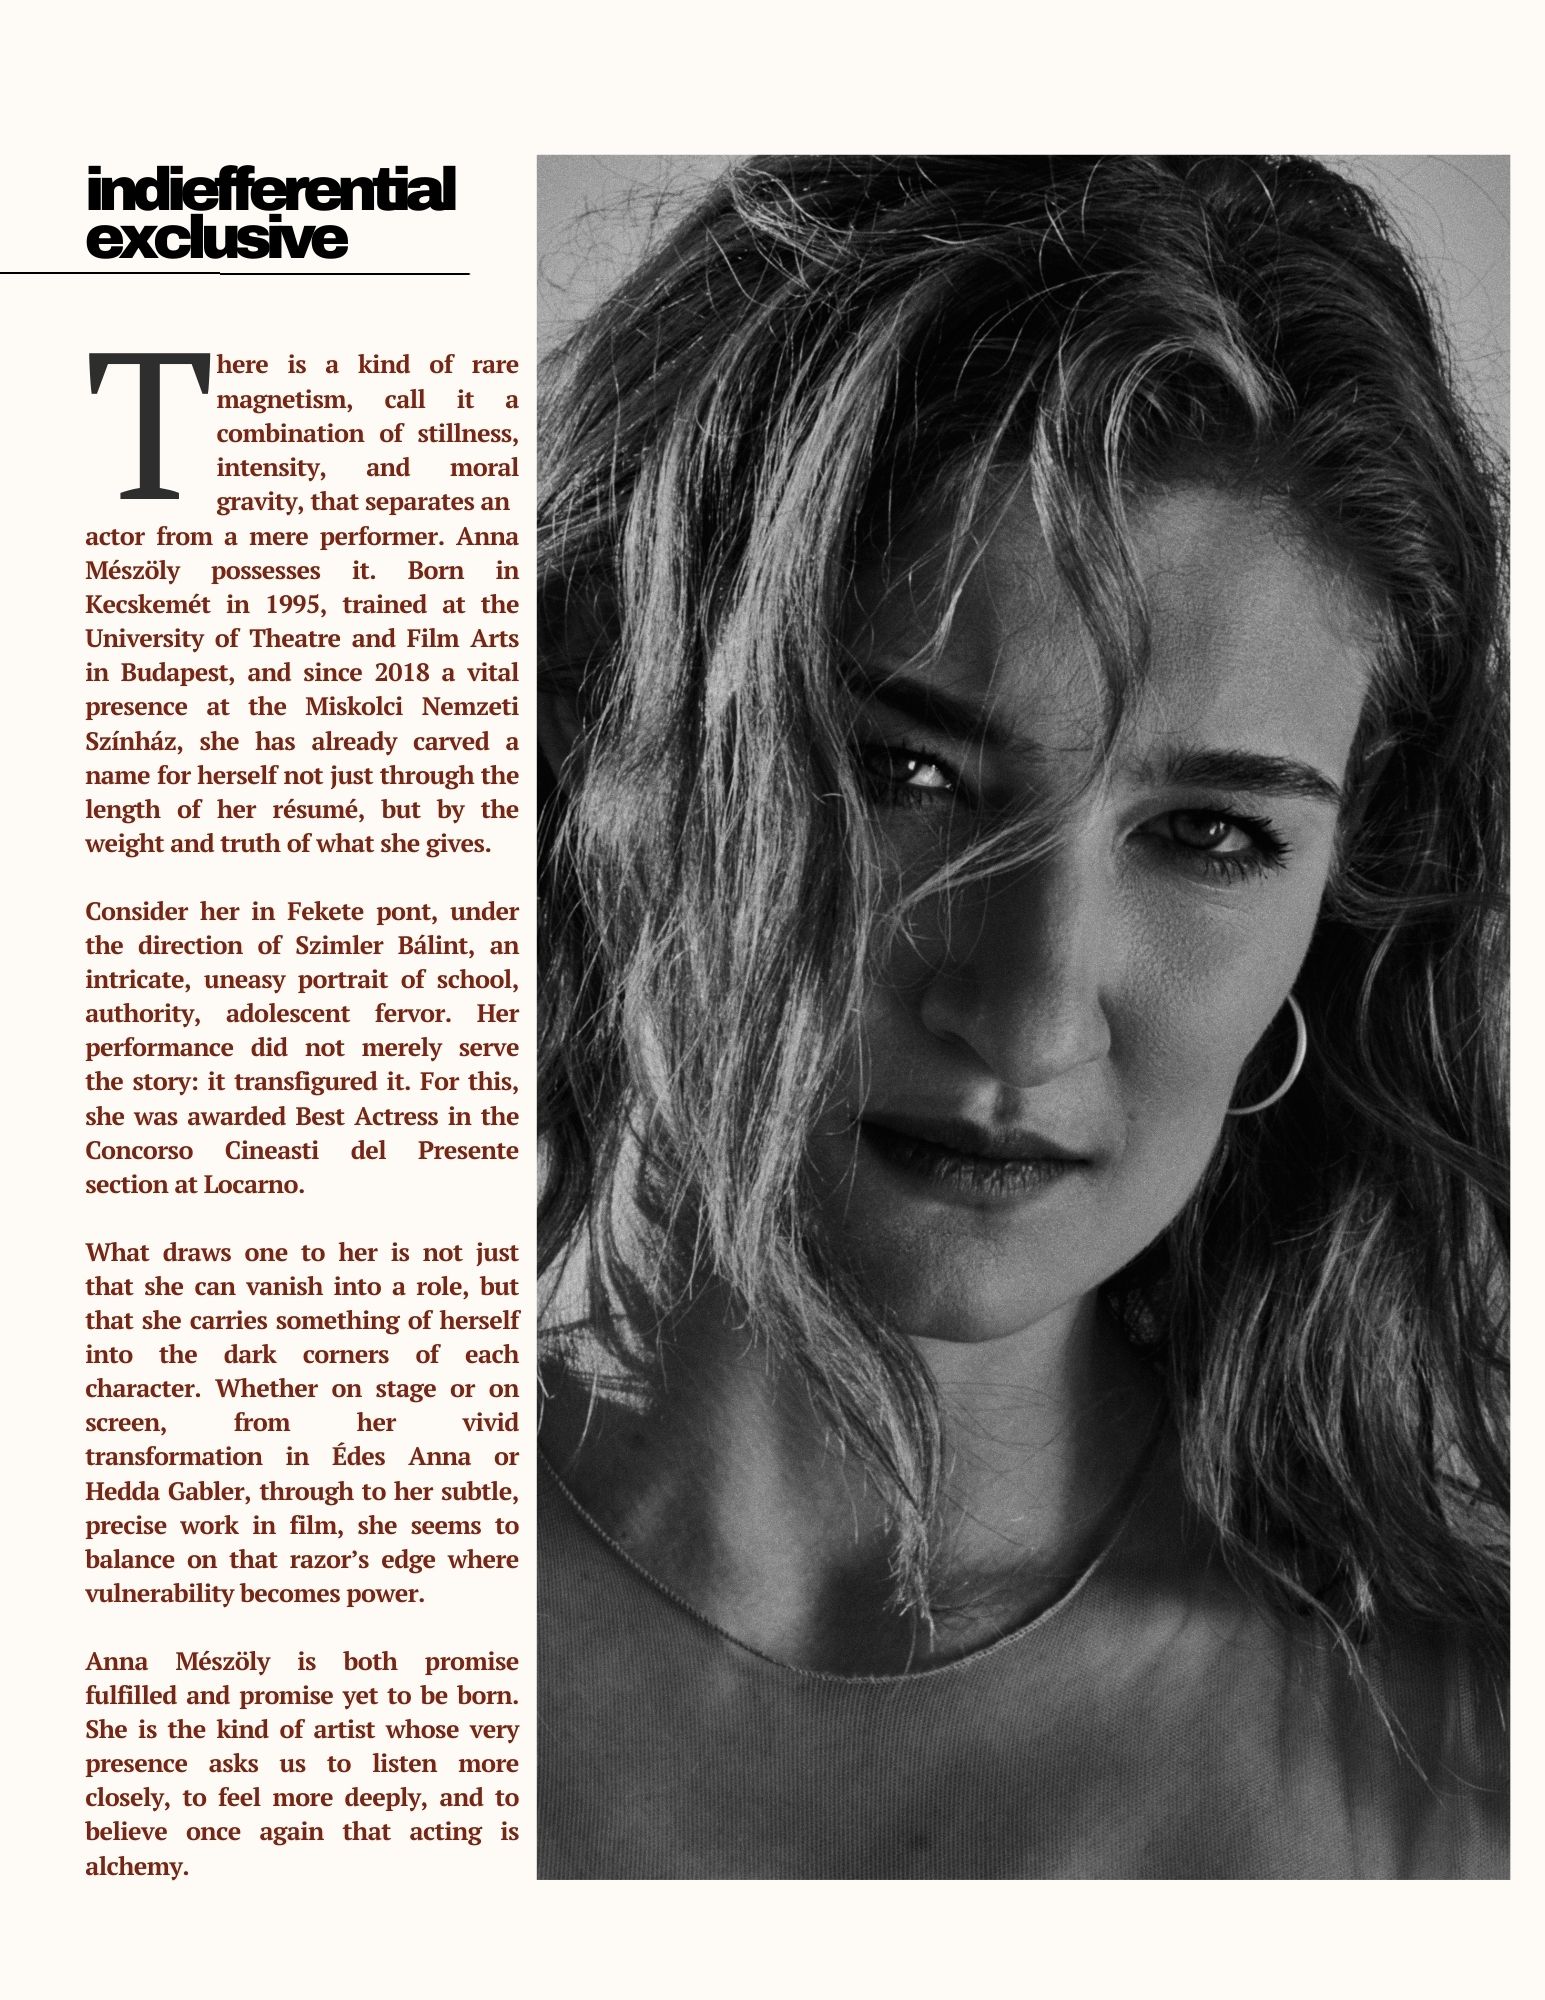 indiefferential
exclusive
There is a kind of rare
magnetism, call it a
combination of stillness,
intensity, and moral
gravity, that separates an
actor from a mere performer. Anna
Mészöly possesses it. Born in
Kecskemét in 1995, trained at the
University of Theatre and Film Arts
in Budapest, and since 2018 a vital
presence at the Miskolci Nemzeti
Színház, she has already carved a
name for herself not just through the
length of her résumé, but by the
weight and truth of what she gives.
Consider her in Fekete pont, under
the direction of Szimler Bálint, an
intricate, uneasy portrait of school,
authority, adolescent fervor. Her
performance did not merely serve
the story: it transfigured it. For this,
she was awarded Best Actress in the
Concorso Cineasti del Presente
section at Locarno.
What draws one to her is not just
that she can vanish into a role, but
that she carries something of herself
into the dark corners of each
character. Whether on stage or on
screen, from her vivid
transformation in Édes Anna or
Hedda Gabler, through to her subtle,
precise work in film, she seems to
balance on that razor’s edge where
vulnerability becomes power.
Anna Mészöly is both promise
fulfilled and promise yet to be born.
She is the kind of artist whose very
presence asks us to listen more
closely, to feel more deeply, and to
believe once again that acting is
alchemy.